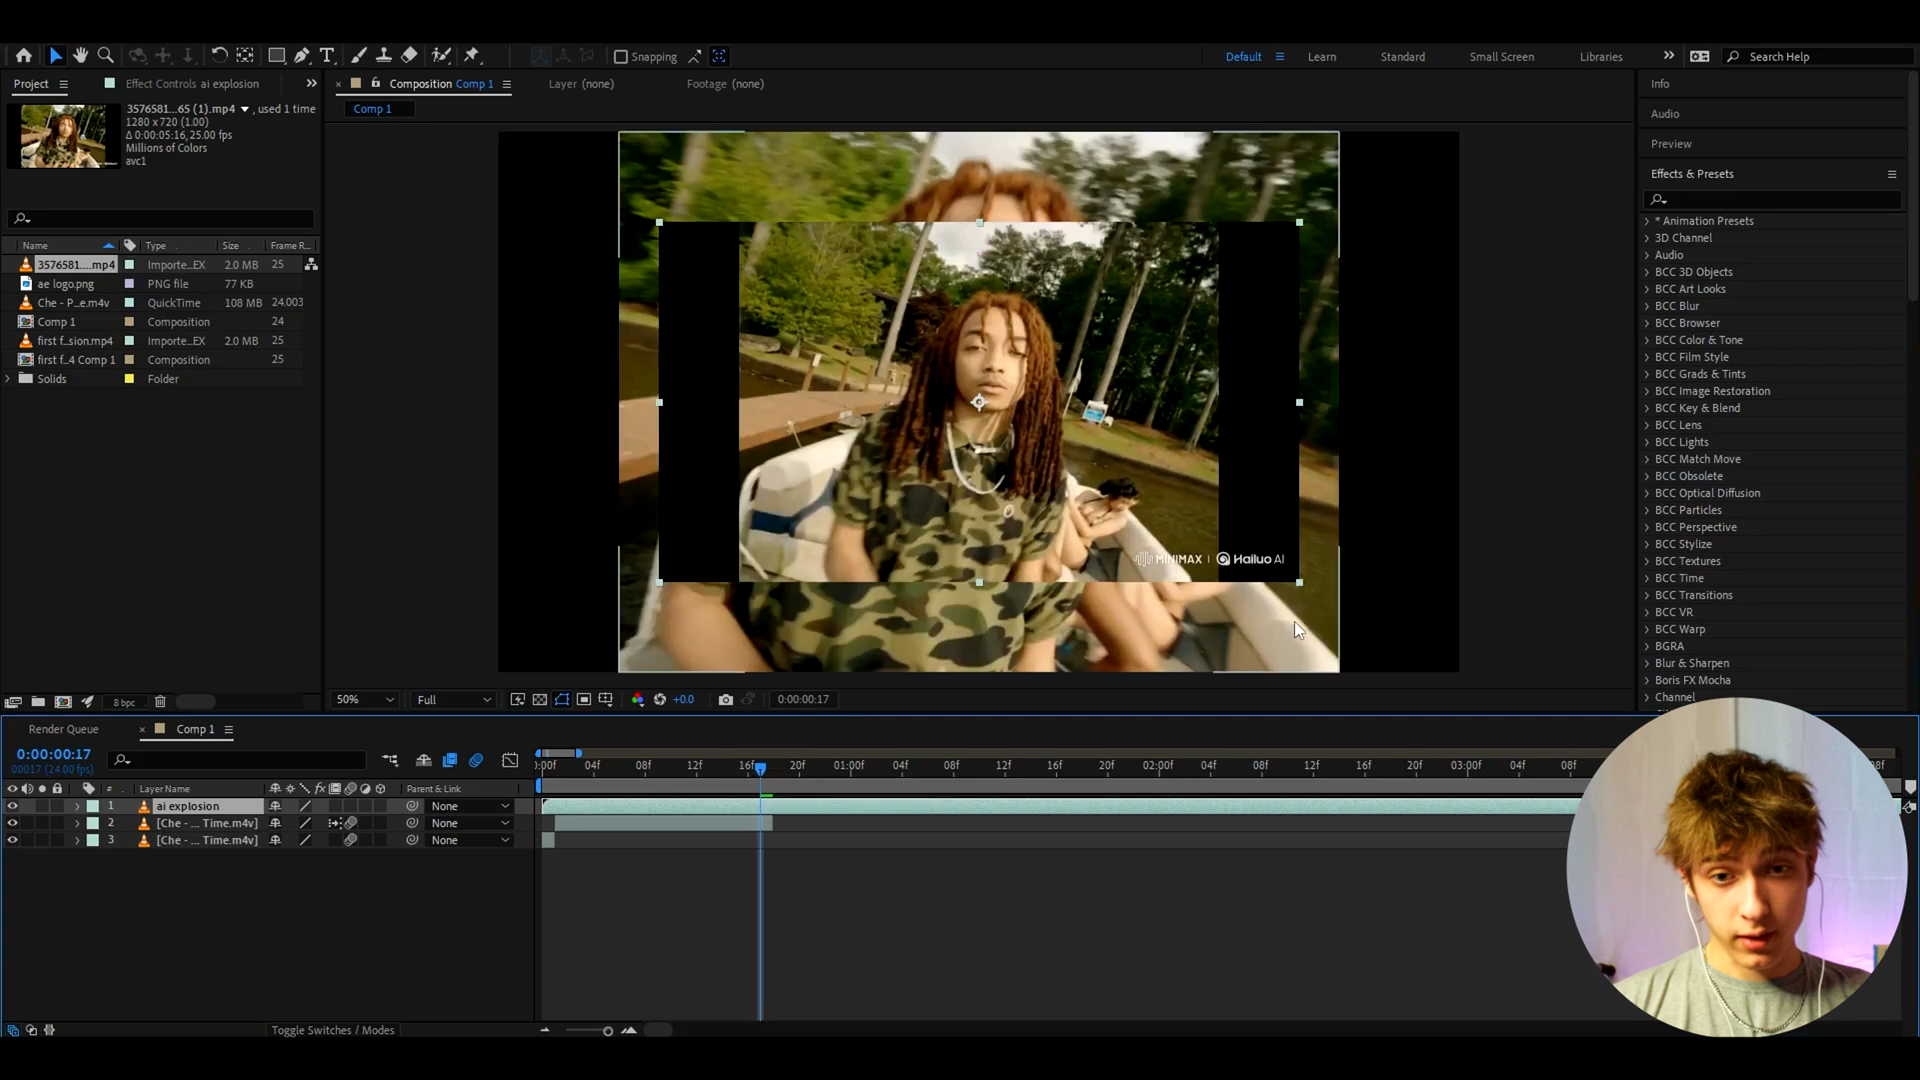 Snapping
Default
Learn
Standard
Small Screen
Libraries
Search Help
Project
Effect Controls ai explosion
Composition Comp 1
Layer (none)
Footage (none)
Comp 1
3576581...65 (1).mp4 , used 1 time
1280 x 720 (1.00)
Δ 0:00:05:16, 25.00 fps
Millions of Colors
avc1
Name Type Size Frame R...
3576581....mp4 Importe...EX 2.0 MB 25
ae logo.png PNG file 77 KB
Che - P...e.m4v QuickTime 108 MB 24.003
Comp 1 Composition 24
first f...sion.mp4 Importe...EX 2.0 MB 25
first f...4 Comp 1 Composition 25
Solids Folder
8 bpc
MINIMAX | Hailuo AI
50%
Full
+0.0
0:00:00:17
Info
Audio
Preview
Effects & Presets
* Animation Presets
3D Channel
Audio
BCC 3D Objects
BCC Art Looks
BCC Blur
BCC Browser
BCC Color & Tone
BCC Film Style
BCC Grads & Tints
BCC Image Restoration
BCC Key & Blend
BCC Lens
BCC Lights
BCC Match Move
BCC Obsolete
BCC Optical Diffusion
BCC Particles
BCC Perspective
BCC Stylize
BCC Textures
BCC Time
BCC Transitions
BCC VR
BCC Warp
BGRA
Blur & Sharpen
Boris FX Mocha
Channel
Render Queue
Comp 1
0:00:00:17
00017 (24.00 fps)
:00f 04f 08f 12f 16f 20f 01:00f 04f 08f 12f 16f 20f 02:00f 04f 08f 12f 16f 20f 03:00f 04f 08f
# Layer Name fx Parent & Link
1 ai explosion None
2 [Che - ... Time.m4v] None
3 [Che - ... Time.m4v] None
Toggle Switches / Modes